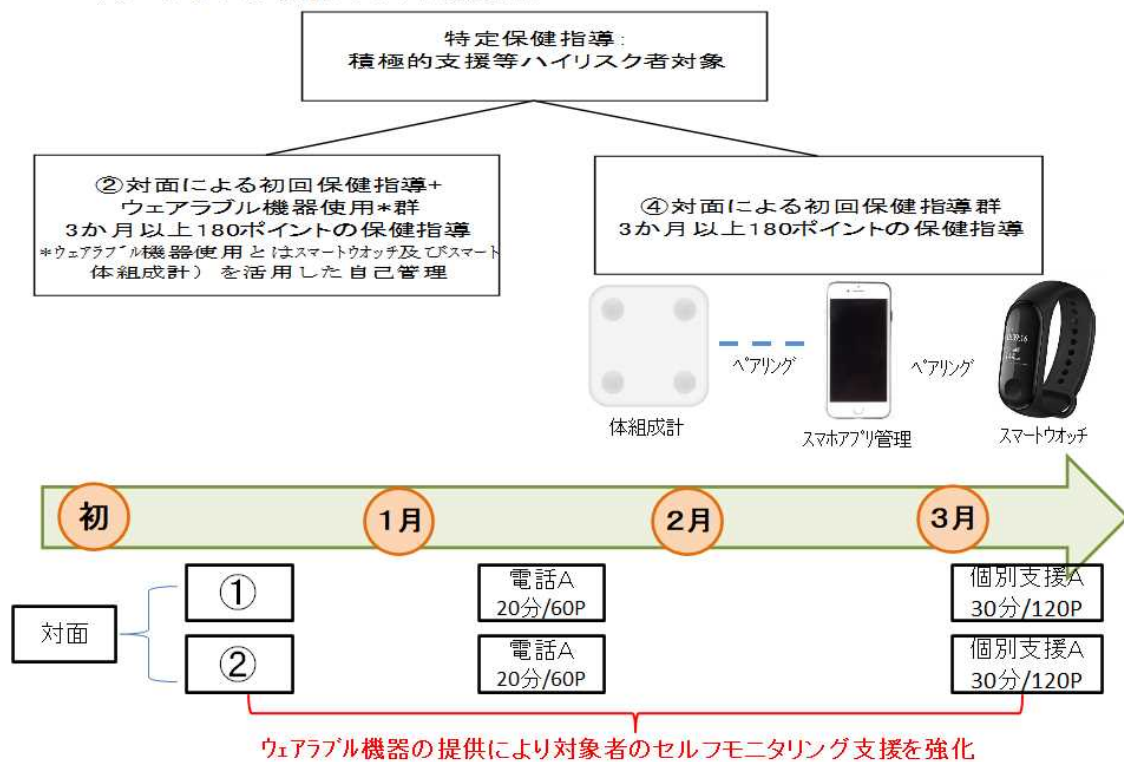 特定保健指導：
積極的支援等ハイリスク者対象
②対面による初回保健指導+
ウェアラブル機器使用*群
3か月以上180ポイントの保健指導
*ウェアラブル機器使用とはスマートウオッチ及びスマート
体組成計）を活用した自己管理
④対面による初回保健指導群
3か月以上180ポイントの保健指導
ペアリング
ペアリング
体組成計
スマホアプリ管理
スマートウオッチ
初
1月
2月
3月
対面
①
電話A
20分/60P
個別支援A
30分/120P
②
電話A
20分/60P
個別支援A
30分/120P
ウェアラブル機器の提供により対象者のセルフモニタリング支援を強化